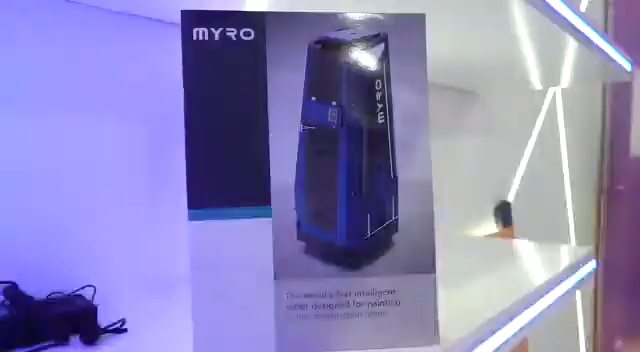 MYRO
MYRO
The world's first intelligent
robot designed for painting